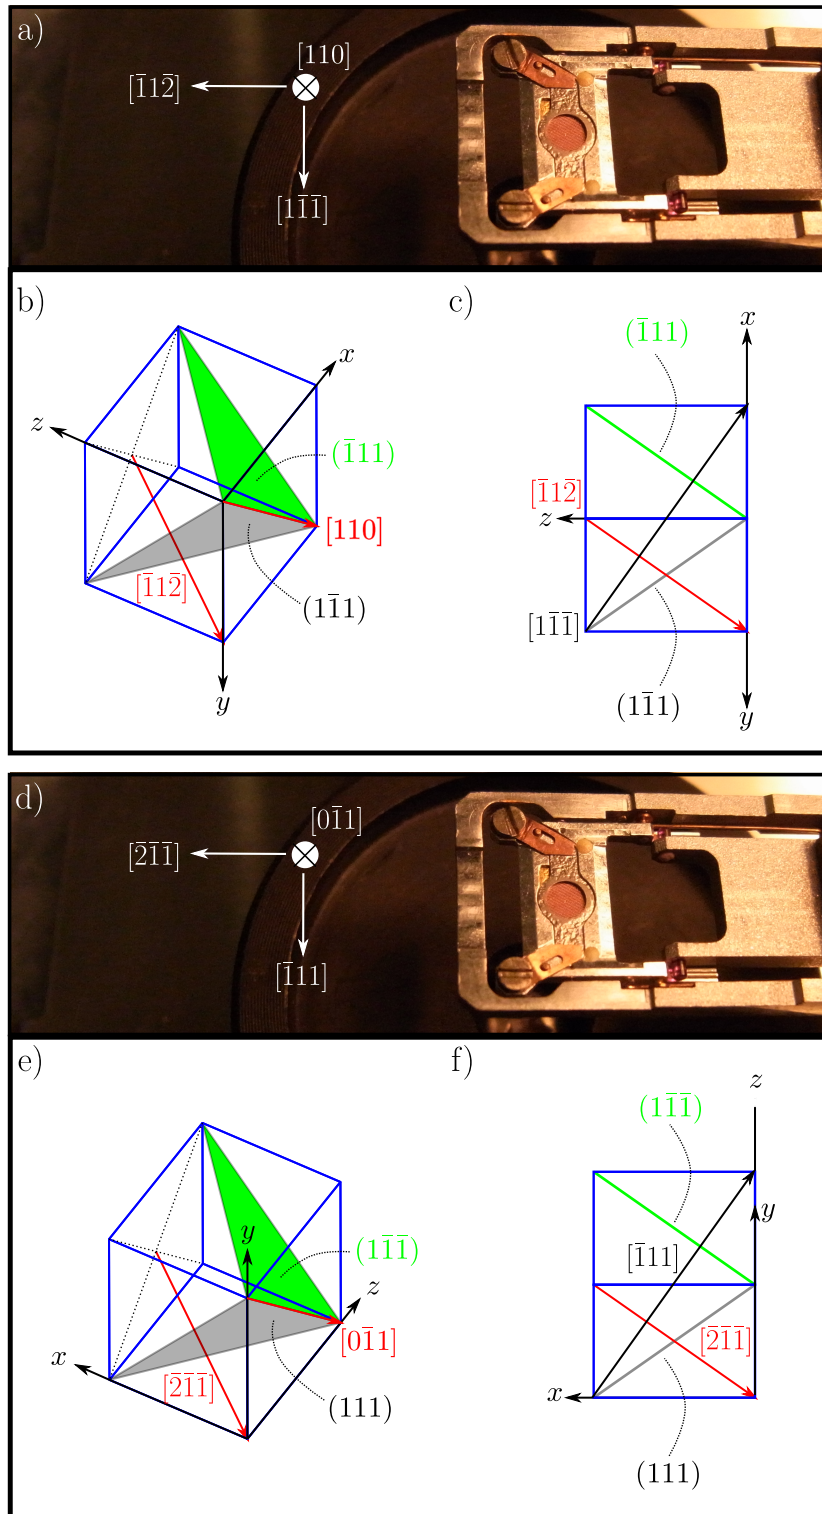 a)
[110]
[1̄12̄]
[11̄1̄]
b)
c)
x
(1̄11)
x
z
(1̄11)
[1̄12̄]
z
[110]
[1̄12̄]
(11̄1)
[11̄1̄]
y
(11̄1)
y
d)
[01̄1]
[2̄1̄1̄]
[1̄11]
e)
f)
z
(11̄1̄)
y
(11̄1̄)
y
[1̄11]
z
[01̄1]
x
[2̄1̄1̄]
[2̄1̄1̄]
(111)
x
(111)